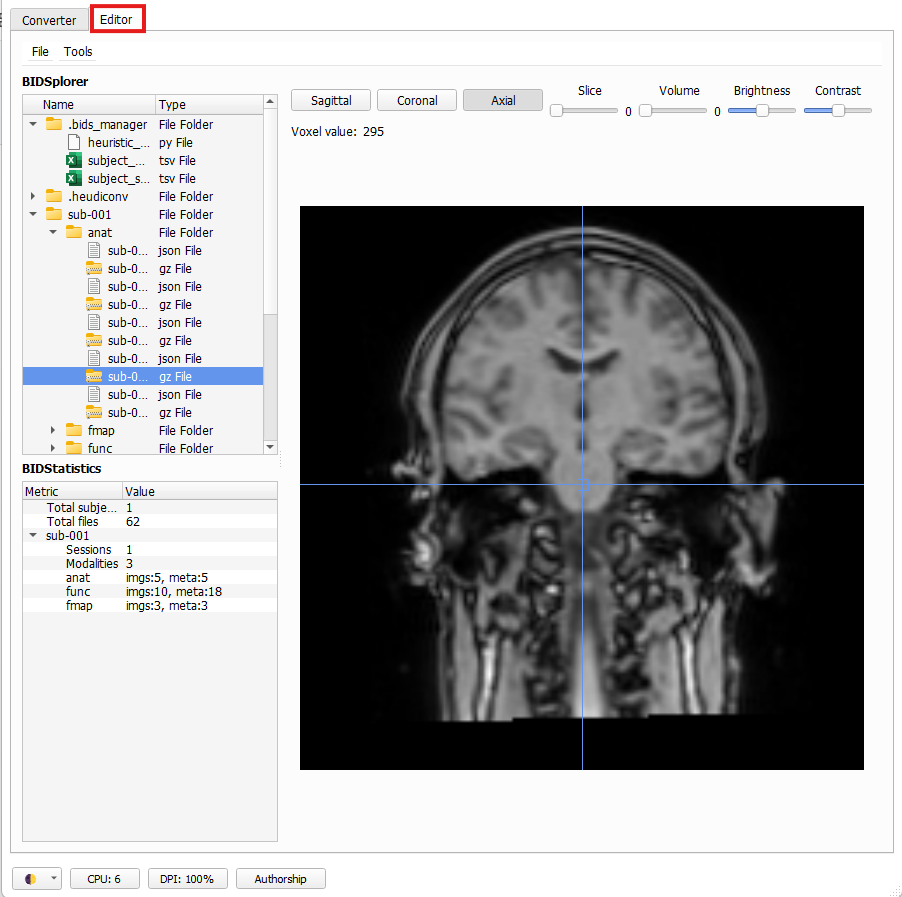 Converter Editor
File Tools
BIDSplorer
Name Type
.bids_manager File Folder
heuristic_... py File
subject_... tsv File
subject_s... tsv File
.heudiconv File Folder
sub-001 File Folder
anat File Folder
sub-0... json File
sub-0... gz File
sub-0... json File
sub-0... gz File
sub-0... json File
sub-0... gz File
sub-0... json File
sub-0... gz File
sub-0... json File
sub-0... gz File
fmap File Folder
func File Folder
BIDStatistics
Metric Value
Total subje... 1
Total files 62
sub-001
Sessions 1
Modalities 3
anat imgs:5, meta:5
func imgs:10, meta:18
fmap imgs:3, meta:3
Sagittal Coronal Axial
Slice 0 Volume 0 Brightness Contrast
Voxel value: 295
CPU: 6 DPI: 100% Authorship